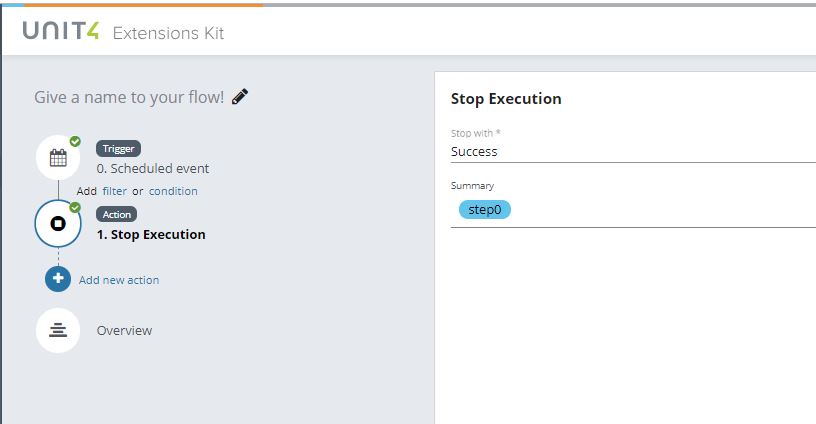 UNIT4 Extensions Kit
Give a name to your flow!
Trigger
0. Scheduled event
Add filter or condition
Action
1. Stop Execution
Add new action
Overview
Stop Execution
Stop with *
Success
Summary
step0